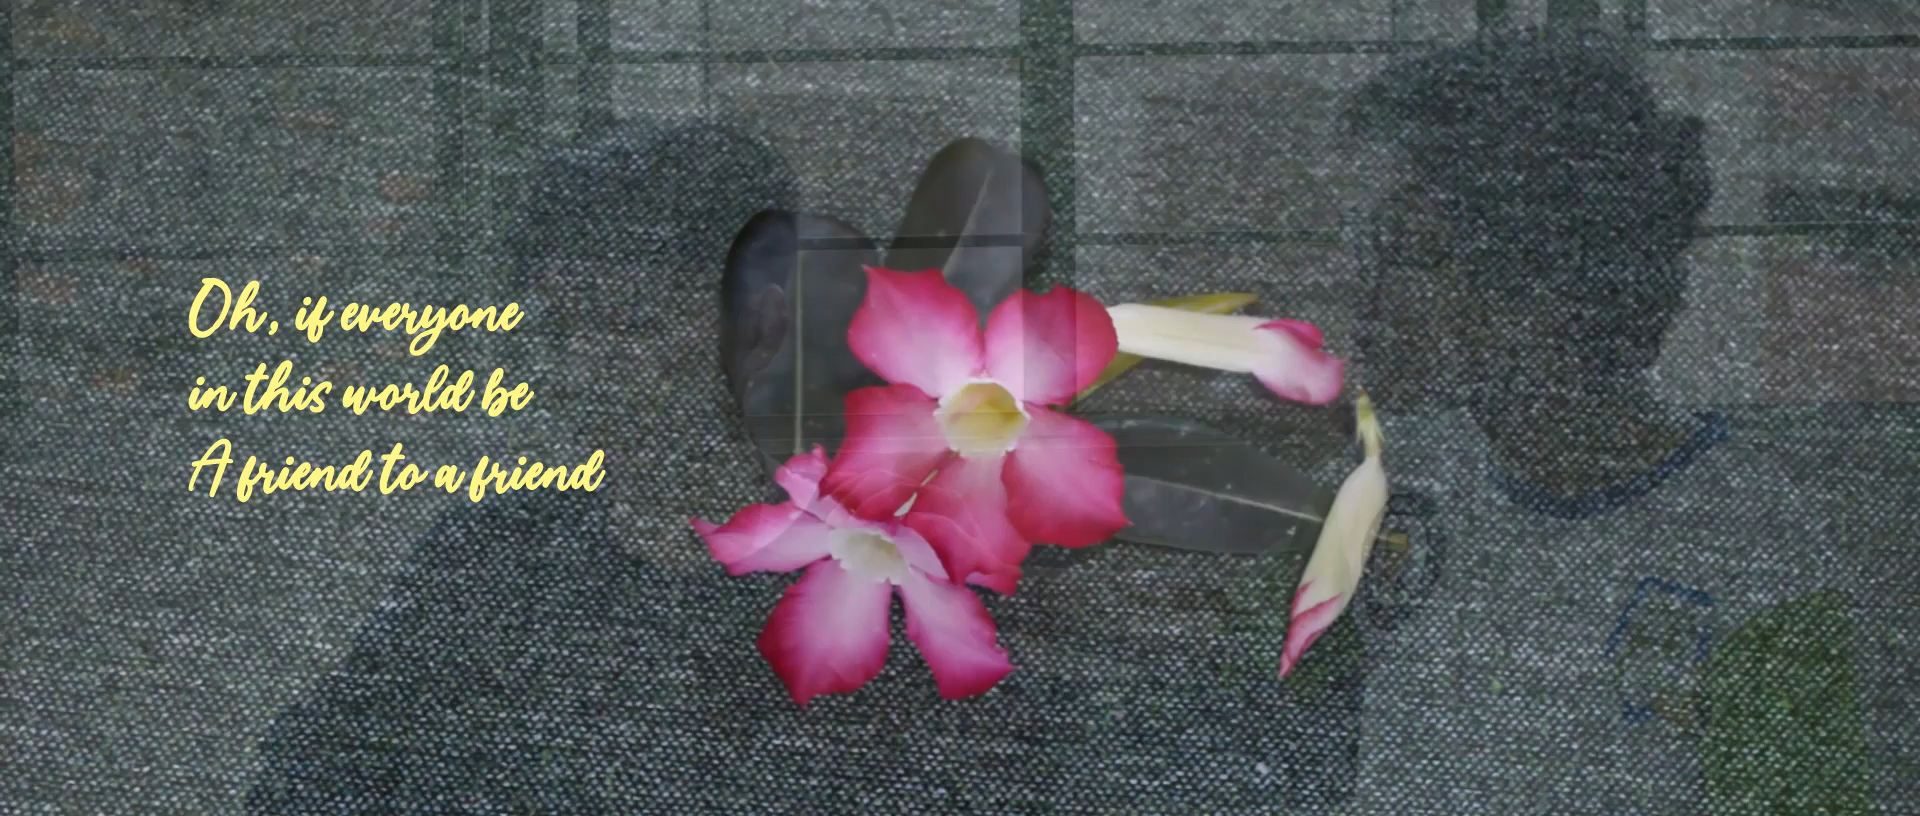 Oh, if everyone
in this world be
A friend to a friend